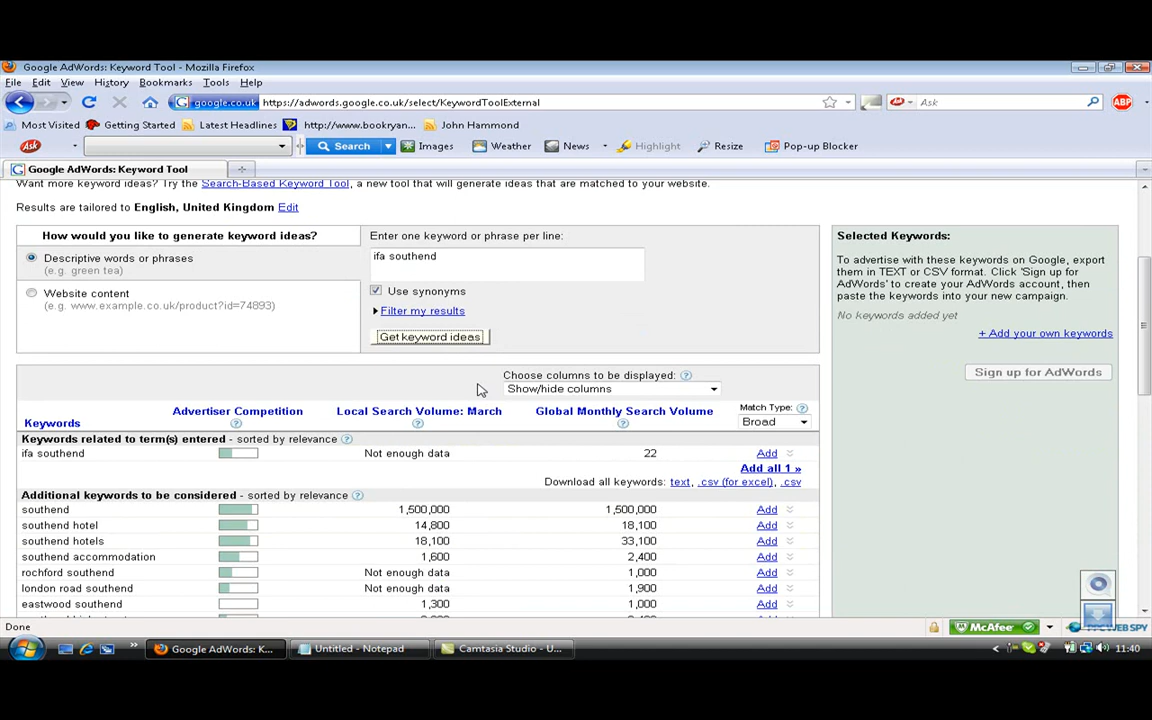 Google AdWords: Keyword Tool - Mozilla Firefox
File Edit View History Bookmarks Tools Help
google.co.uk https://adwords.google.co.uk/select/KeywordToolExternal Ask ABP
Most Visited Getting Started Latest Headlines http://www.bookryan... John Hammond
Ask Search Images Weather News Highlight Resize Pop-up Blocker
Google AdWords: Keyword Tool
Want more keyword ideas? Try the Search-Based Keyword Tool, a new tool that will generate ideas that are matched to your website.
Results are tailored to English, United Kingdom Edit
How would you like to generate keyword ideas?
Descriptive words or phrases
(e.g. green tea)
Website content
(e.g. www.example.co.uk/product?id=74893)
Enter one keyword or phrase per line:
ifa southend
Use synonyms
Filter my results
Get keyword ideas
Selected Keywords:
To advertise with these keywords on Google, export
them in TEXT or CSV format. Click 'Sign up for
AdWords' to create your AdWords account, then
paste the keywords into your new campaign.
No keywords added yet
+ Add your own keywords
Sign up for AdWords
Choose columns to be displayed: ?
Show/hide columns
Keywords Advertiser Competition ? Local Search Volume: March ? Global Monthly Search Volume ? Match Type: ? Broad
Keywords related to term(s) entered - sorted by relevance ?
ifa southend Not enough data 22 Add
Add all 1 »
Download all keywords: text, .csv (for excel), .csv
Additional keywords to be considered - sorted by relevance ?
southend 1,500,000 1,500,000 Add
southend hotel 14,800 18,100 Add
southend hotels 18,100 33,100 Add
southend accommodation 1,600 2,400 Add
rochford southend Not enough data 1,000 Add
london road southend Not enough data 1,900 Add
eastwood southend 1,300 1,000 Add
Done McAfee WEB SPY
Google AdWords: K... Untitled - Notepad Camtasia Studio - U... 11:40